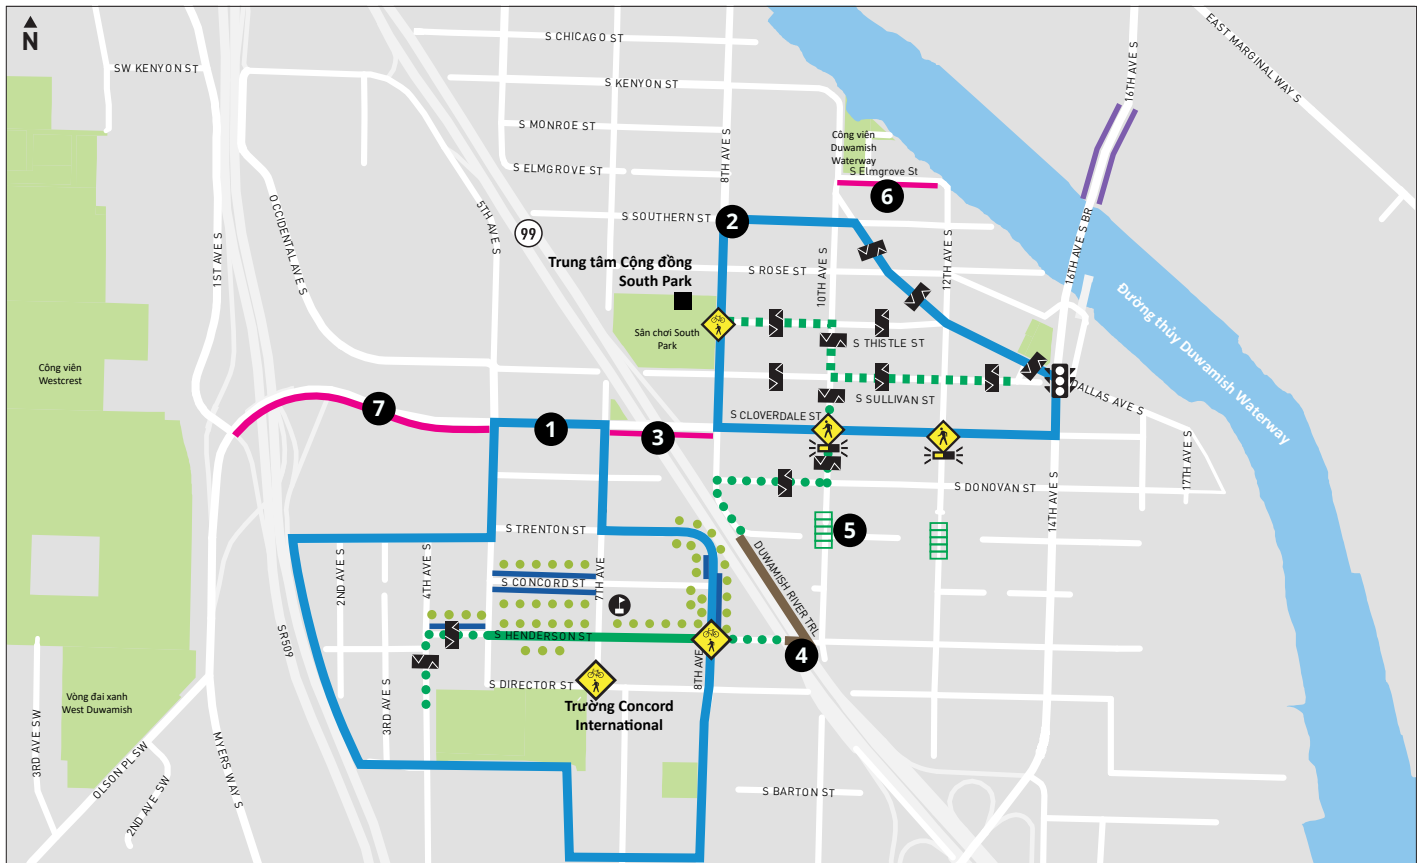 N
S CHICAGO ST
SW KENYON ST
S KENYON ST
16TH AVE S
EAST MARGINAL WAY S
S MONROE ST
8TH AVE S
Công viên
Duwamish
Waterway
S ELMGROVE ST
S Elmgrove St
6
OCCIDENTAL AVE S
5TH AVE S
S SOUTHERN ST
2
1ST AVE S
99
10TH AVE S
12TH AVE S
16TH AVE S BR
Trung tâm Cộng đồng
South Park
S ROSE ST
Đường thủy Duwamish Waterway
Sân chơi South
Park
S THISTLE ST
Công viên
Westcrest
DALLAS AVE S
S SULLIVAN ST
7
1
3
S CLOVERDALE ST
17TH AVE S
14TH AVE S
S DONOVAN ST
S TRENTON ST
5
2ND AVE S
4TH AVE S
7TH AVE
S CONCORD ST
DUWAMISH RIVER TRL
SR509
S HENDERSON ST
4
8TH AVE
S DIRECTOR ST
3RD AVE S
Vòng đai xanh
West Duwamish
Trường Concord
International
3RD AVE SW
OLSON PL SW
MYERS WAY S
2ND AVE SW
S BARTON ST